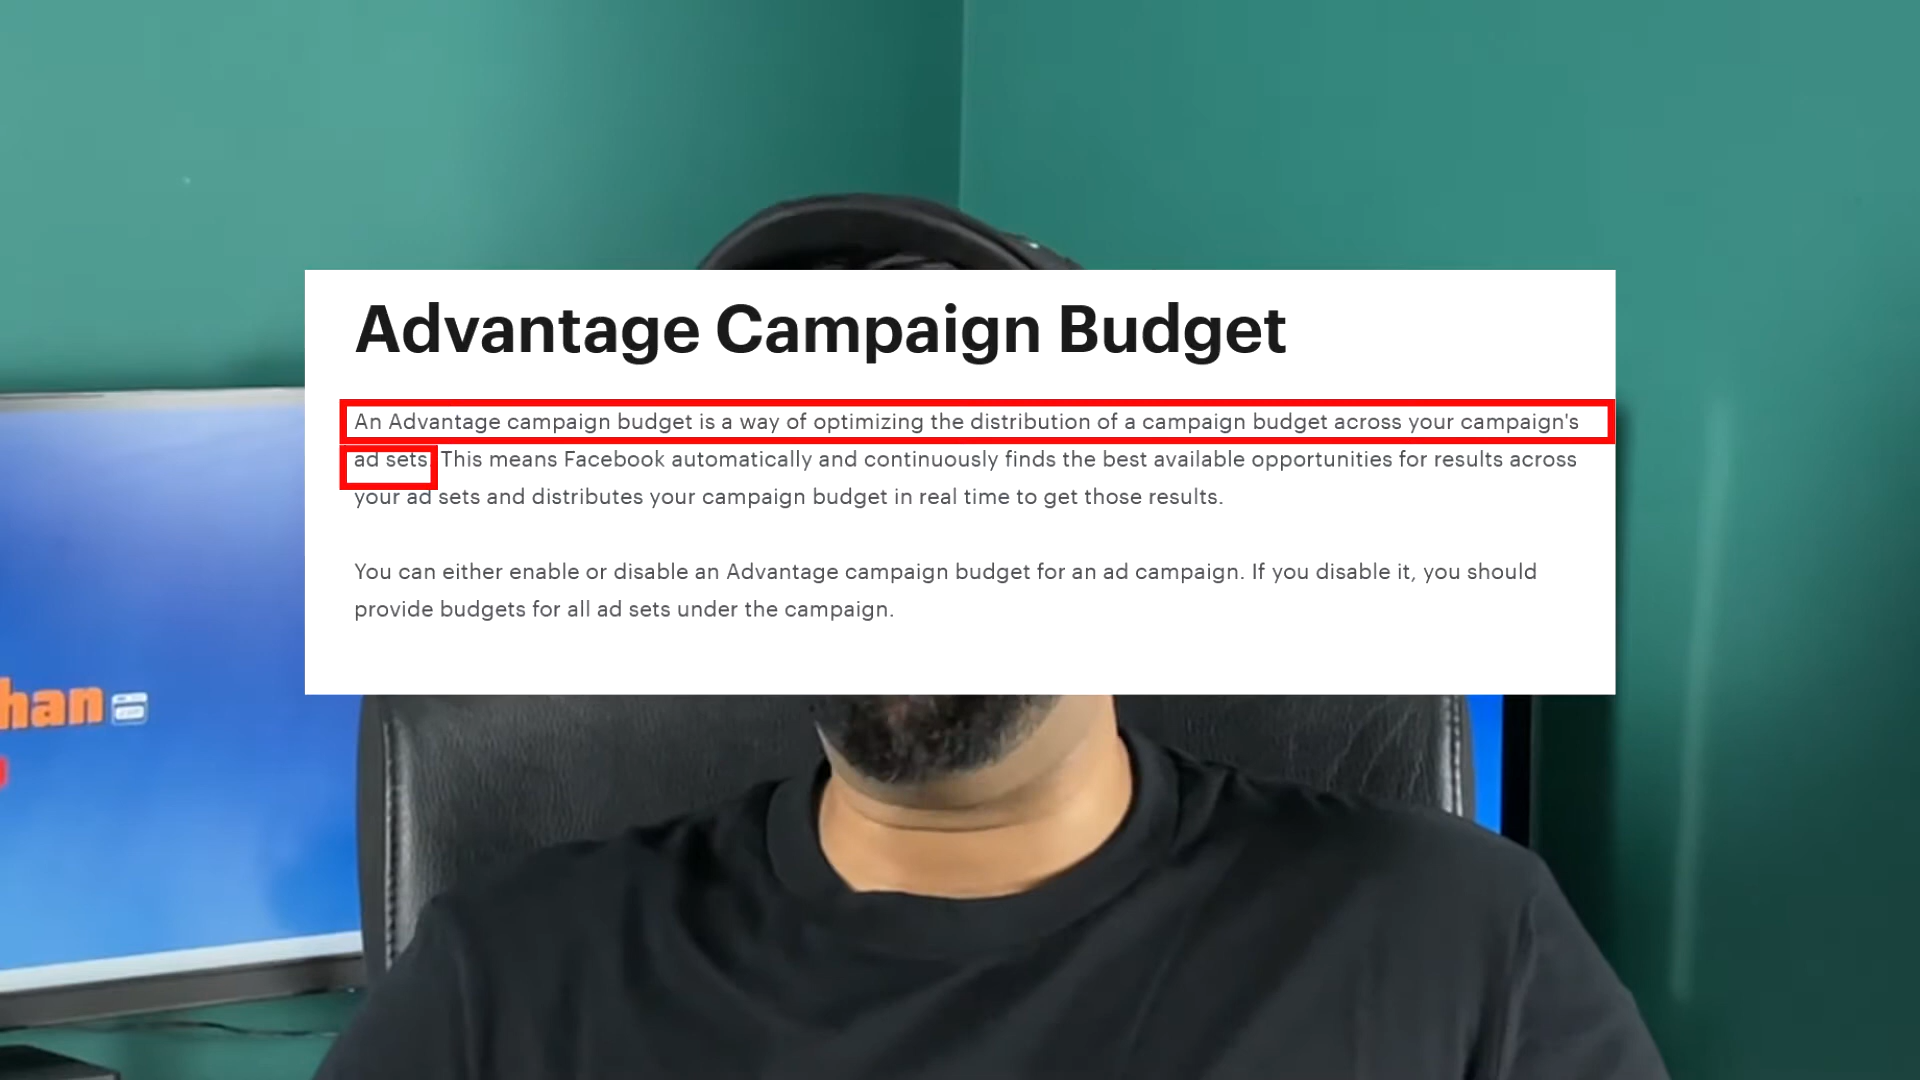 Advantage Campaign Budget
An Advantage campaign budget is a way of optimizing the distribution of a campaign budget across your campaign's
ad sets. This means Facebook automatically and continuously finds the best available opportunities for results across
your ad sets and distributes your campaign budget in real time to get those results.
You can either enable or disable an Advantage campaign budget for an ad campaign. If you disable it, you should
provide budgets for all ad sets under the campaign.
han